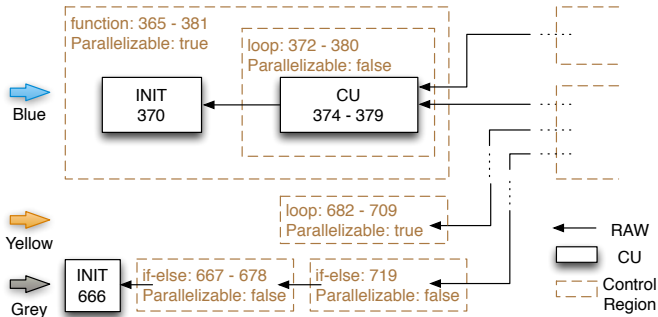 function: 365 - 381
Parallelizable: true
loop: 372 - 380
Parallelizable: false
INIT
370
CU
374 - 379
Blue
loop: 682 - 709
Parallelizable: true
Yellow
RAW
CU
Control
Region
INIT
666
if-else: 667 - 678
Parallelizable: false
if-else: 719
Parallelizable: false
Grey